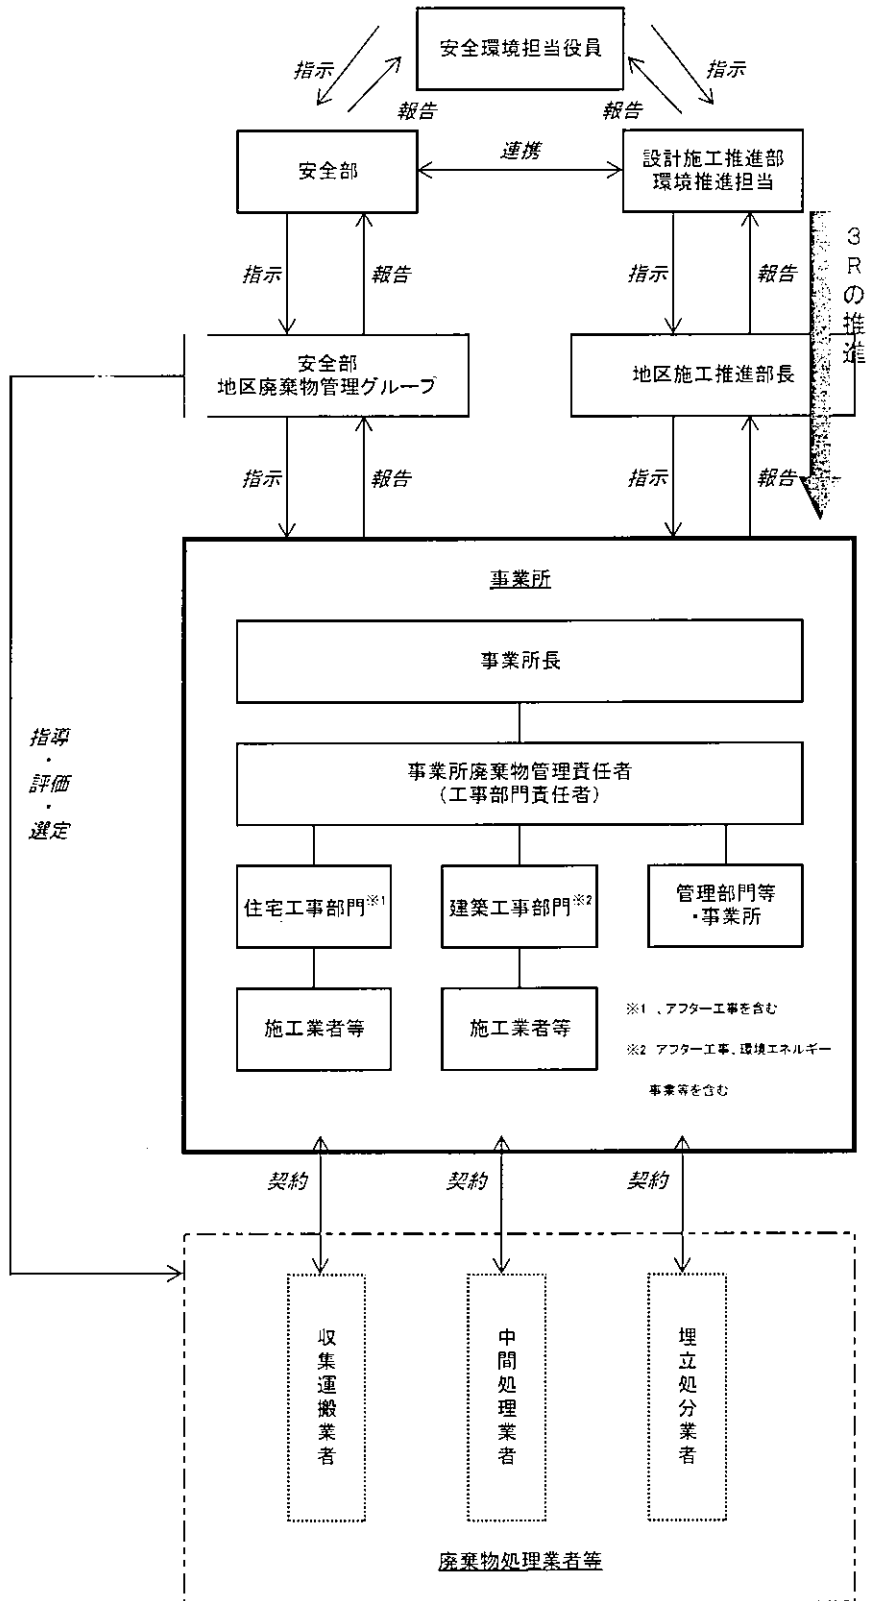 安全環境担当役員
指示
報告
報告
指示
安全部
連携
設計施工推進部
環境推進担当
指示
報告
指示
報告
3Rの推進
安全部
地区廃棄物管理グループ
地区施工推進部長
指示
報告
指示
報告
事業所
事業所長
事業所廃棄物管理責任者
(工事部門責任者)
指導
・
評価
・
選定
住宅工事部門※1
建築工事部門※2
管理部門等
・事業所
施工業者等
施工業者等
※1 、アフター工事を含む
※2 アフター工事、環境エネルギー
事業等を含む
契約
契約
契約
収集運搬業者
中間処理業者
埋立処分業者
廃棄物処理業者等